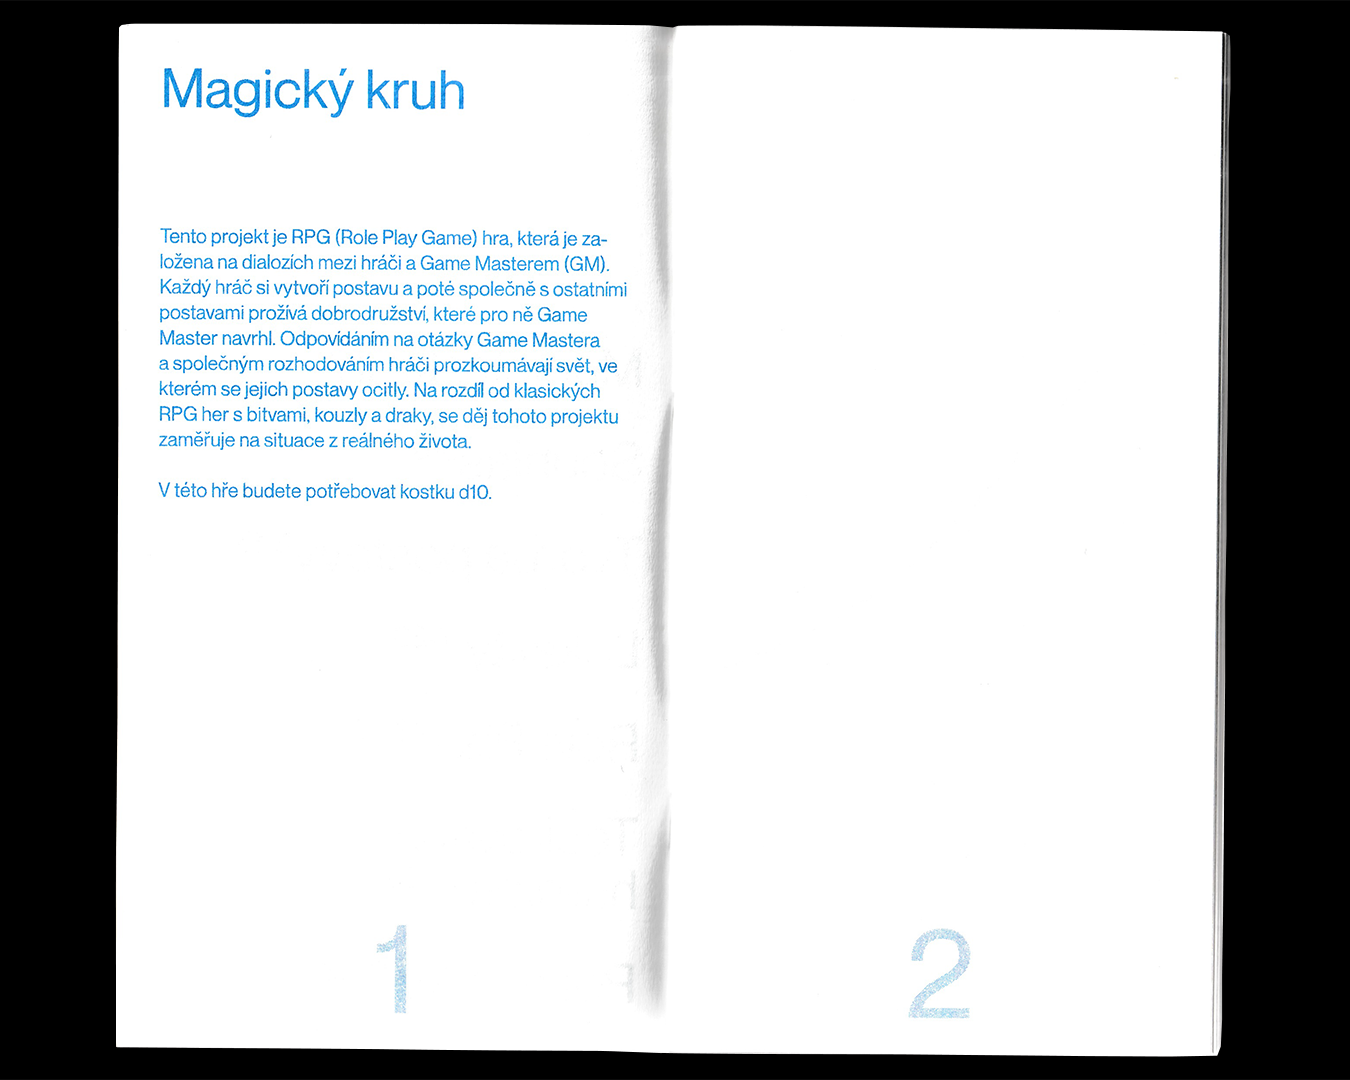 Magický kruh
Tento projekt je RPG (Role Play Game) hra, která je za-
ložena na dialozích mezi hráči a Game Masterem (GM).
Každý hráč si vytvoří postavu a poté společně s ostatními
postavami prožívá dobrodružství, které pro ně Game
Master navrhl. Odpovídáním na otázky Game Mastera
a společným rozhodováním hráči prozkoumávají svět, ve
kterém se jejich postavy ocitly. Na rozdíl od klasických
RPG her s bitvami, kouzly a draky, se děj tohoto projektu
zaměřuje na situace z reálného života.
V této hře budete potřebovat kostku d10.
1
2